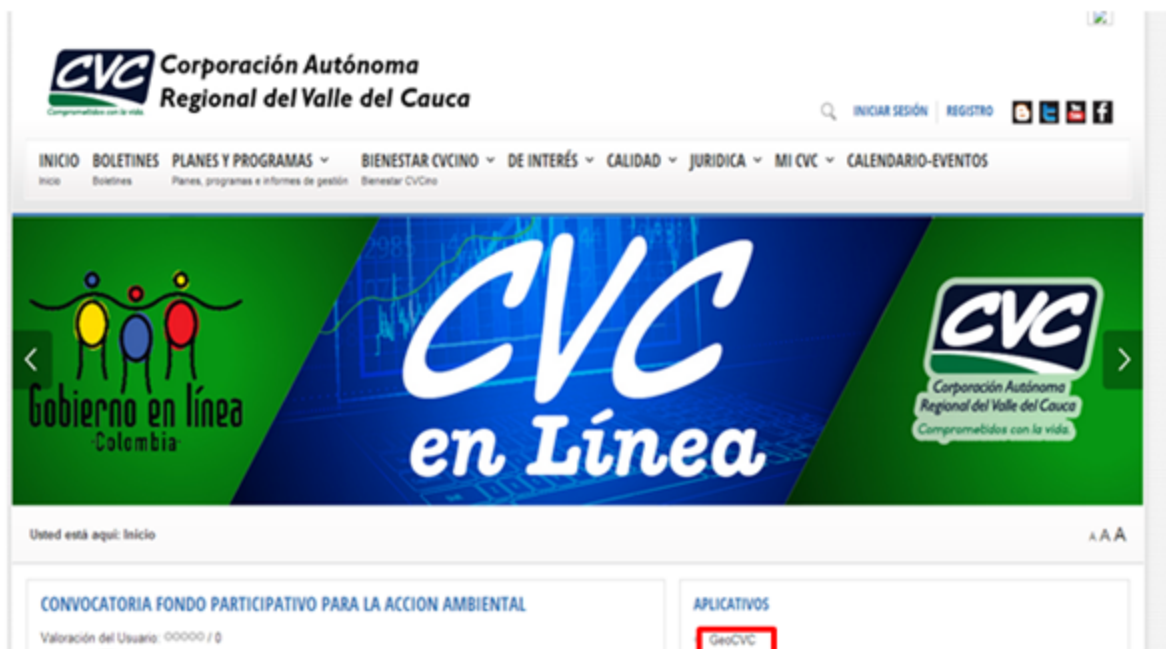 CVC Corporación Autónoma
Regional del Valle del Cauca
Comprometidos con la vida.
INICIAR SESIÓN REGISTRO
INICIO BOLETINES PLANES Y PROGRAMAS BIENESTAR CVCINO DE INTERÉS CALIDAD JURIDICA MI CVC CALENDARIO-EVENTOS
Inicio Boletines Planes, programas e informes de gestión Bienestar CVCino
Gobierno en línea
·Colombia·
2985
CVC
en Línea
CVC
Corporación Autónoma
Regional del Valle del Cauca
Comprometidos con la vida.
Usted está aquí: Inicio
A A A
CONVOCATORIA FONDO PARTICIPATIVO PARA LA ACCION AMBIENTAL
Valoración del Usuario: / 0
APLICATIVOS
GeoCVC